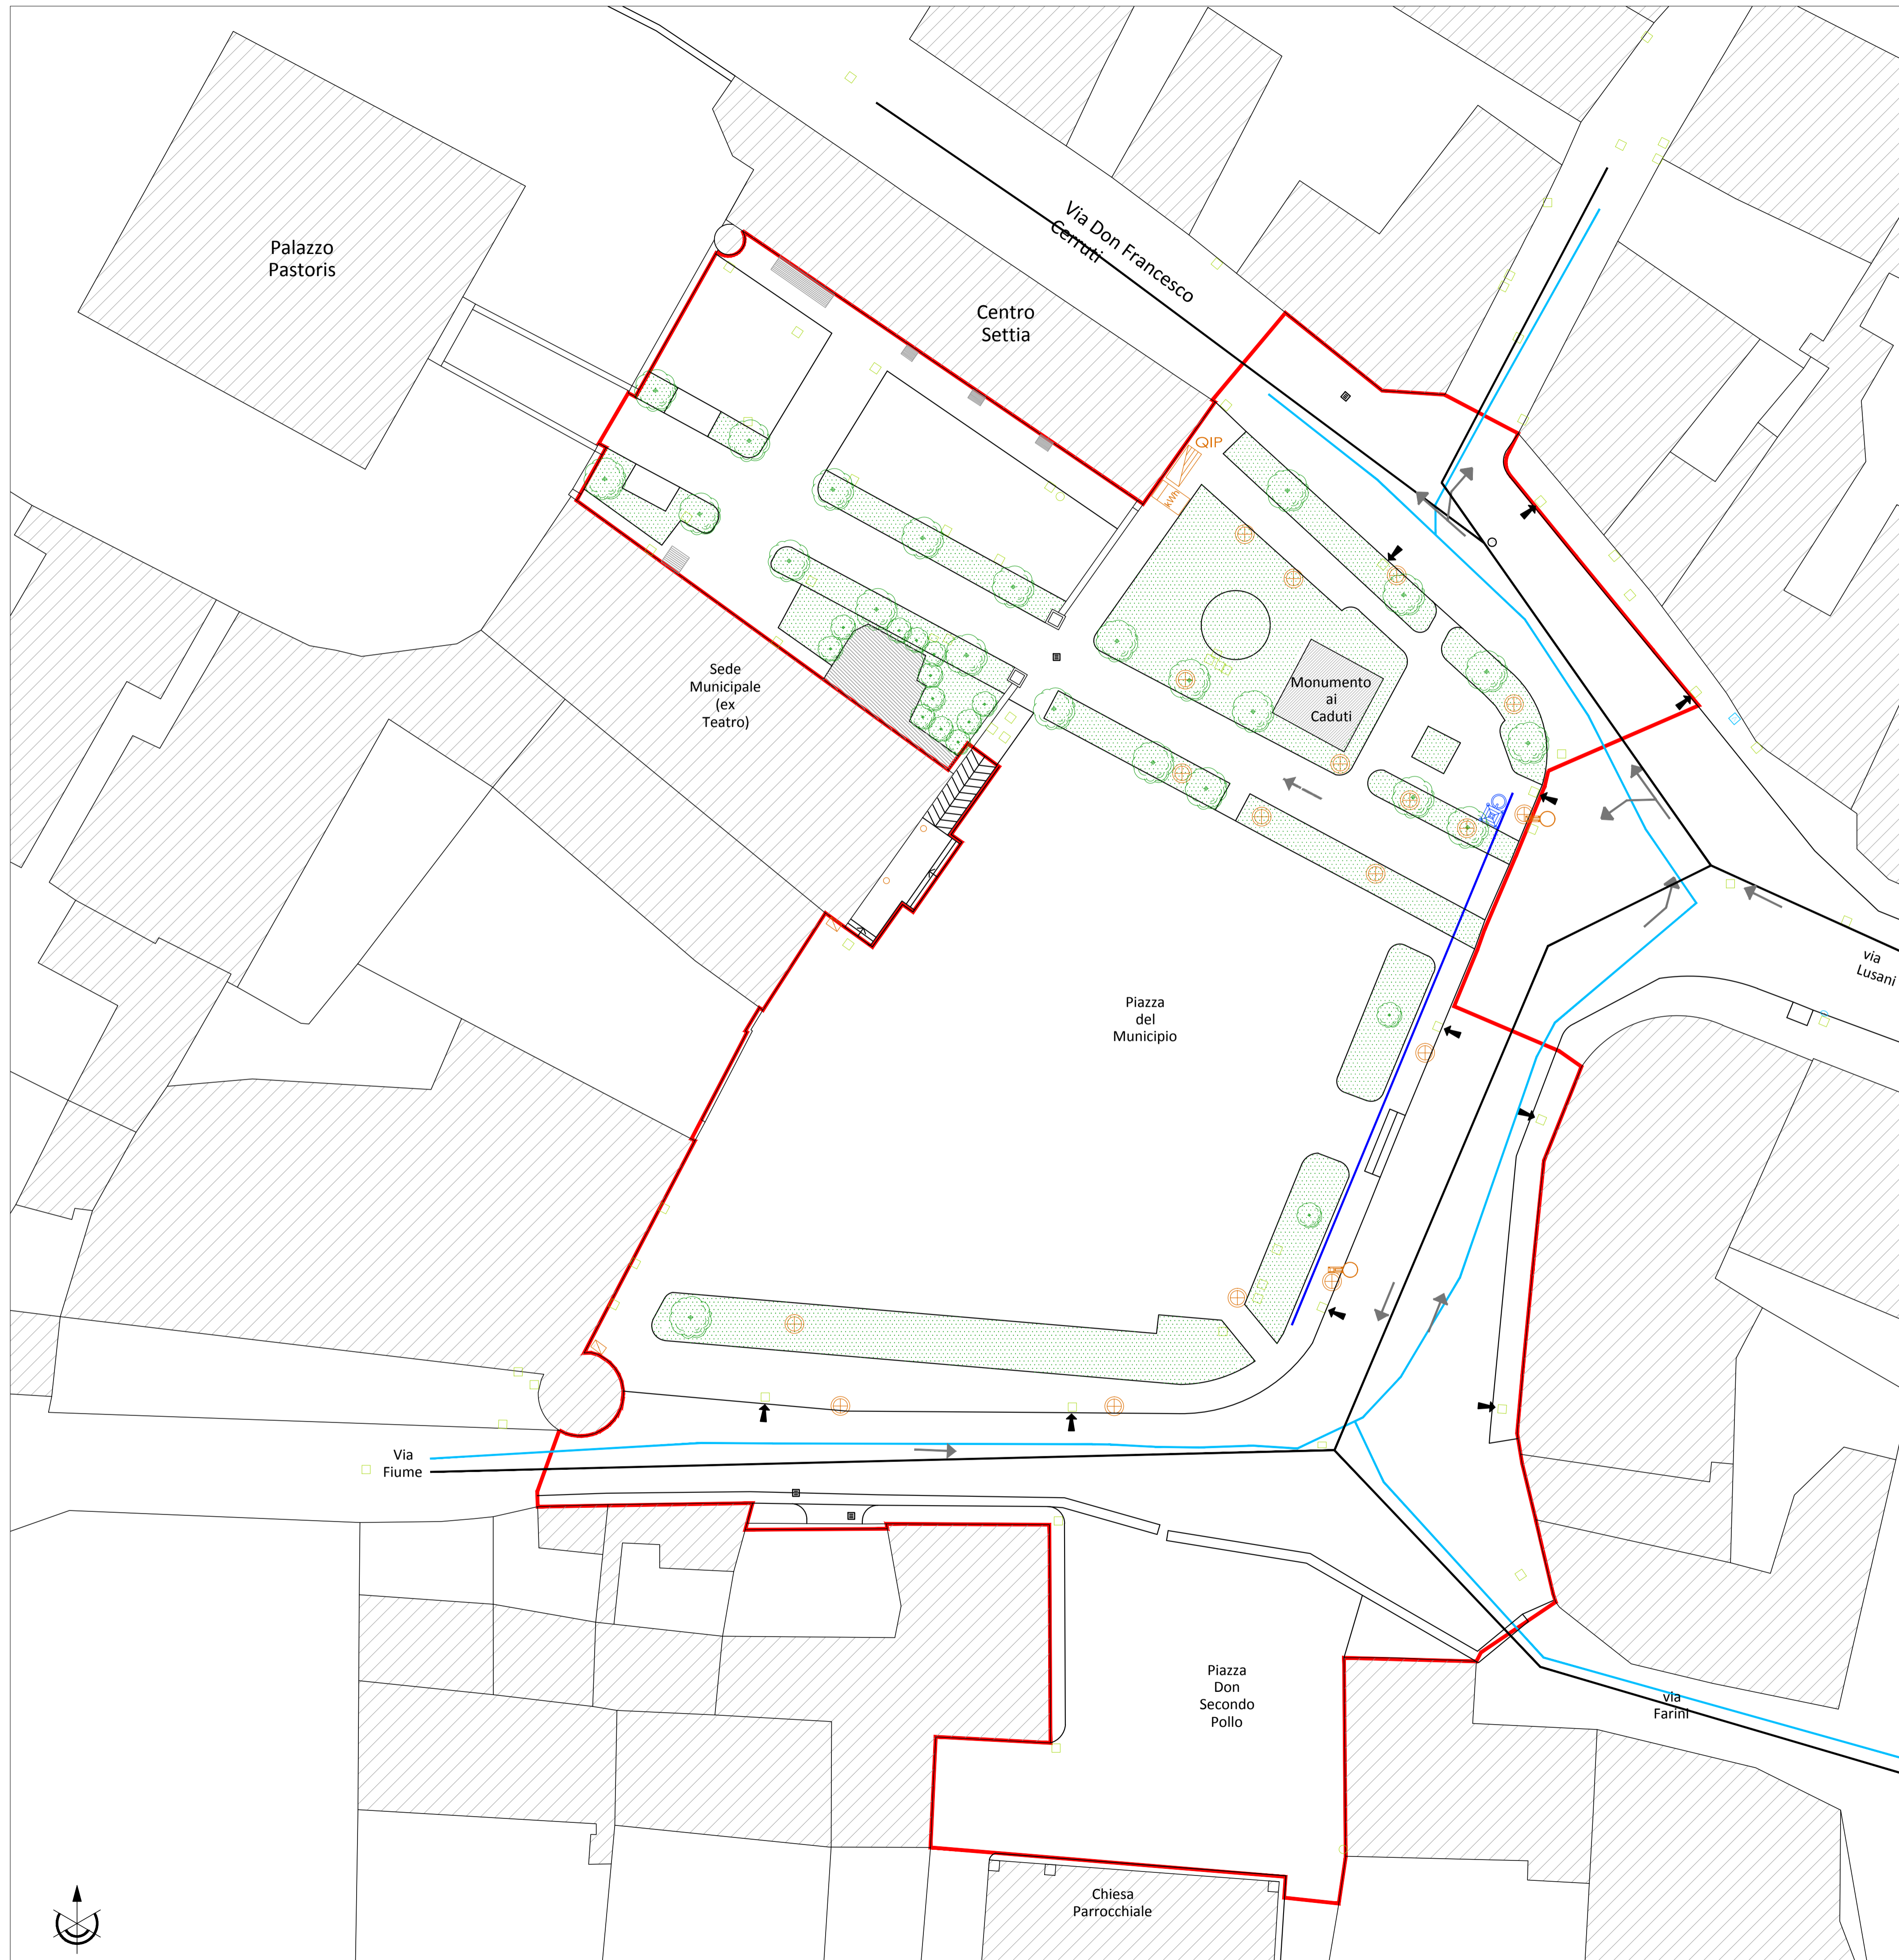 Palazzo
Pastoris
Via Don Francesco
Cerruti
Centro
Settia
QIP
kWh
Sede
Municipale
(ex
Teatro)
Monumento
ai
Caduti
Piazza
del
Municipio
via
Lusani
Via
Fiume
Piazza
Don
Secondo
Pollo
via
Farini
Chiesa
Parrocchiale